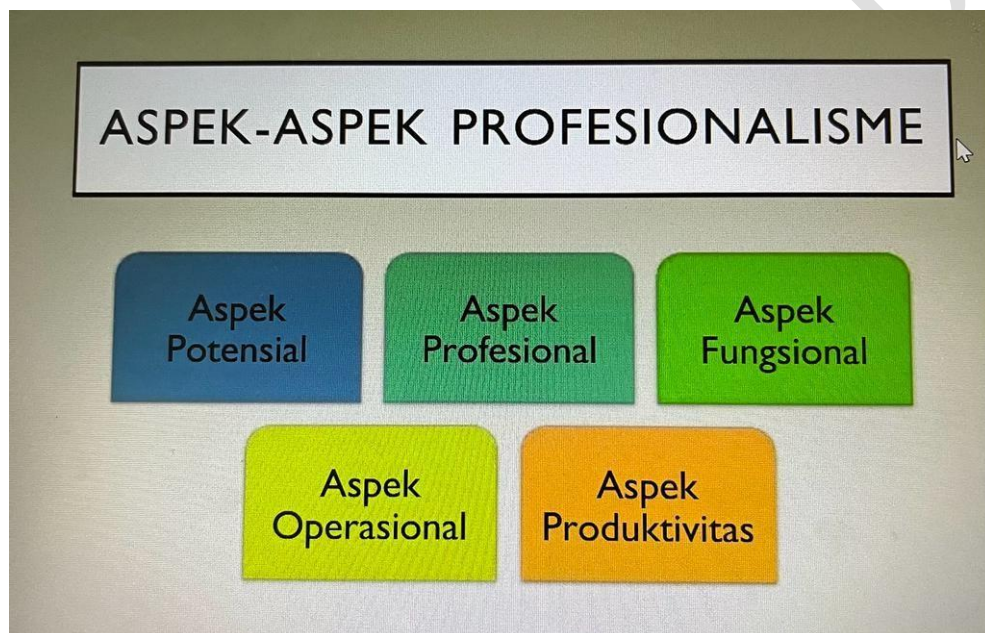 ASPEK-ASPEK PROFESIONALISME
Aspek
Potensial
Aspek
Profesional
Aspek
Fungsional
Aspek
Operasional
Aspek
Produktivitas